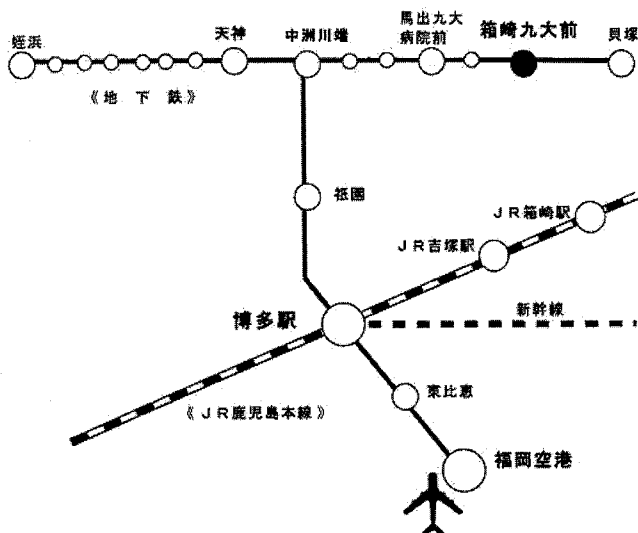 姪浜
天神
中洲川端
馬出九大
病院前
箱崎九大前
貝塚
《地下鉄》
祇園
JR箱崎駅
JR吉塚駅
博多駅
新幹線
東比恵
《JR鹿児島本線》
福岡空港